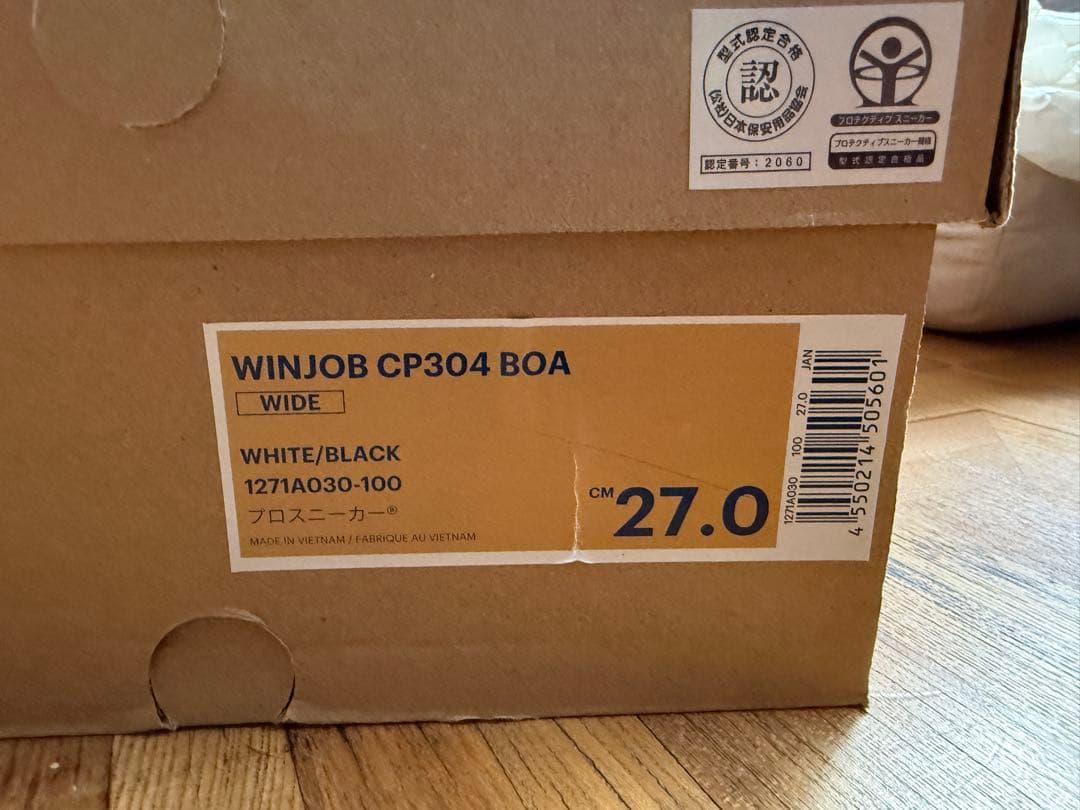 型式認定合格
認
(公社)日本保安用品協会
認定番号：2060
プロテクティブスニーカー
プロテクティブスニーカー規格
型式認定合格品
WINJOB CP304 BOA
WIDE
WHITE/BLACK
1271A030-100
プロスニーカー®
MADE IN VIETNAM / FABRIQUE AU VIETNAM
CM 27.0
1271A030 100 27.0 JAN
4 550214 505601